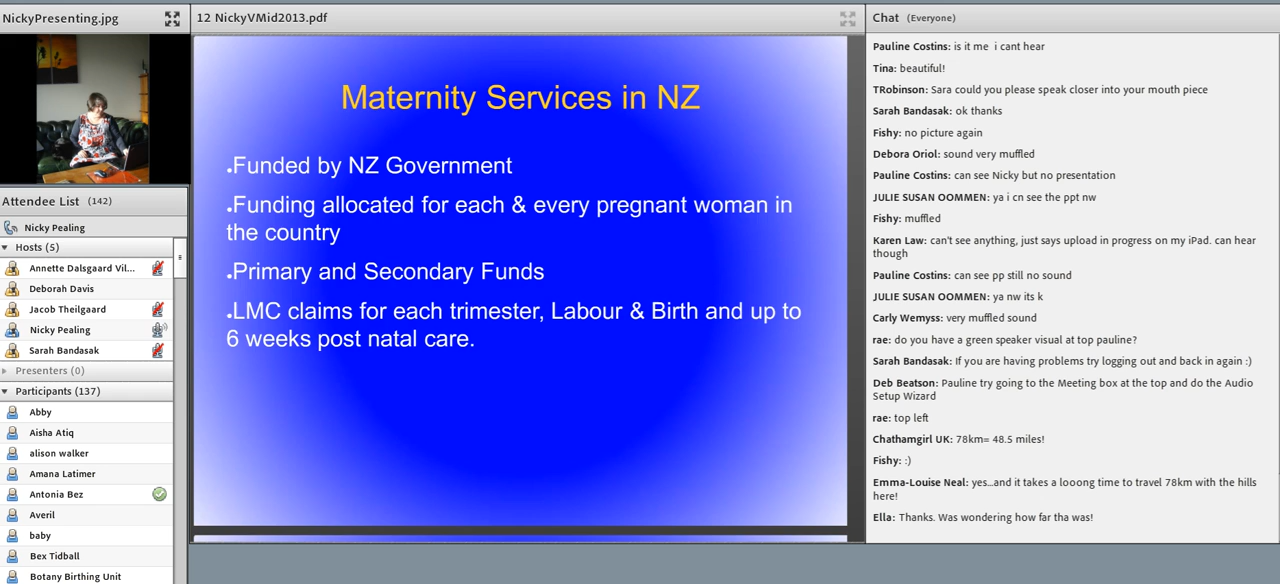 NickyPresenting.jpg
Attendee List (142)
Nicky Pealing
Hosts (5)
Annette Dalsgaard Vil...
Deborah Davis
Jacob Theilgaard
Nicky Pealing
Sarah Bandasak
Presenters (0)
Participants (137)
Abby
Aisha Atiq
alison walker
Amana Latimer
Antonia Bez
Averil
baby
Bex Tidball
Botany Birthing Unit
12 NickyVMid2013.pdf
Maternity Services in NZ
.Funded by NZ Government
.Funding allocated for each & every pregnant woman in
the country
.Primary and Secondary Funds
.LMC claims for each trimester, Labour & Birth and up to
6 weeks post natal care.
Chat (Everyone)
Pauline Costins: is it me i cant hear
Tina: beautiful!
TRobinson: Sara could you please speak closer into your mouth piece
Sarah Bandasak: ok thanks
Fishy: no picture again
Debora Oriol: sound very muffled
Pauline Costins: can see Nicky but no presentation
JULIE SUSAN OOMMEN: ya i cn see the ppt nw
Fishy: muffled
Karen Law: can't see anything, just says upload in progress on my iPad. can hear
though
Pauline Costins: can see pp still no sound
JULIE SUSAN OOMMEN: ya nw its k
Carly Wemyss: very muffled sound
rae: do you have a green speaker visual at top pauline?
Sarah Bandasak: If you are having problems try logging out and back in again :)
Deb Beatson: Pauline try going to the Meeting box at the top and do the Audio
Setup Wizard
rae: top left
Chathamgirl UK: 78km= 48.5 miles!
Fishy: :)
Emma-Louise Neal: yes...and it takes a looong time to travel 78km with the hills
here!
Ella: Thanks. Was wondering how far tha was!